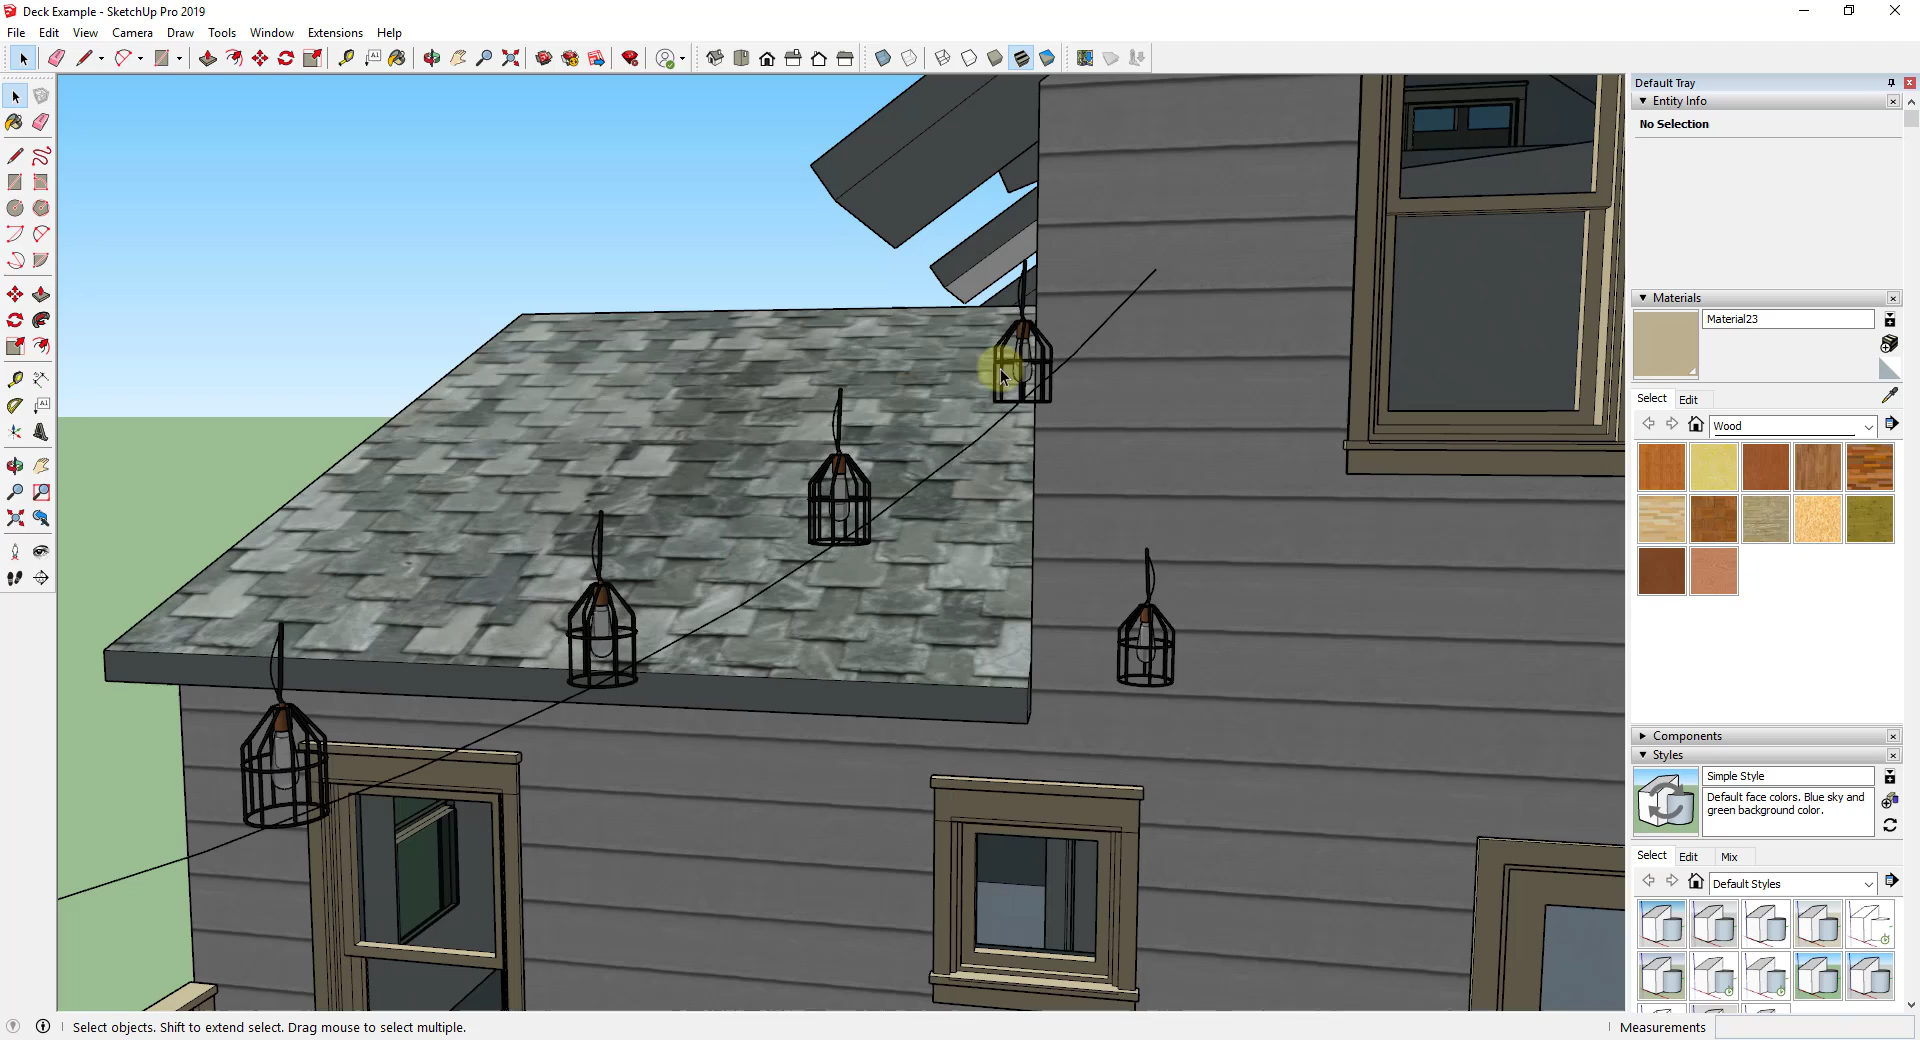 Deck Example - SketchUp Pro 2019
File Edit View Camera Draw Tools Window Extensions Help
Default Tray
Entity Info
No Selection
Materials
Material23
Select Edit
Wood
Components
Styles
Simple Style
Default face colors. Blue sky and
green background color.
Select Edit Mix
Default Styles
Select objects. Shift to extend select. Drag mouse to select multiple.
Measurements